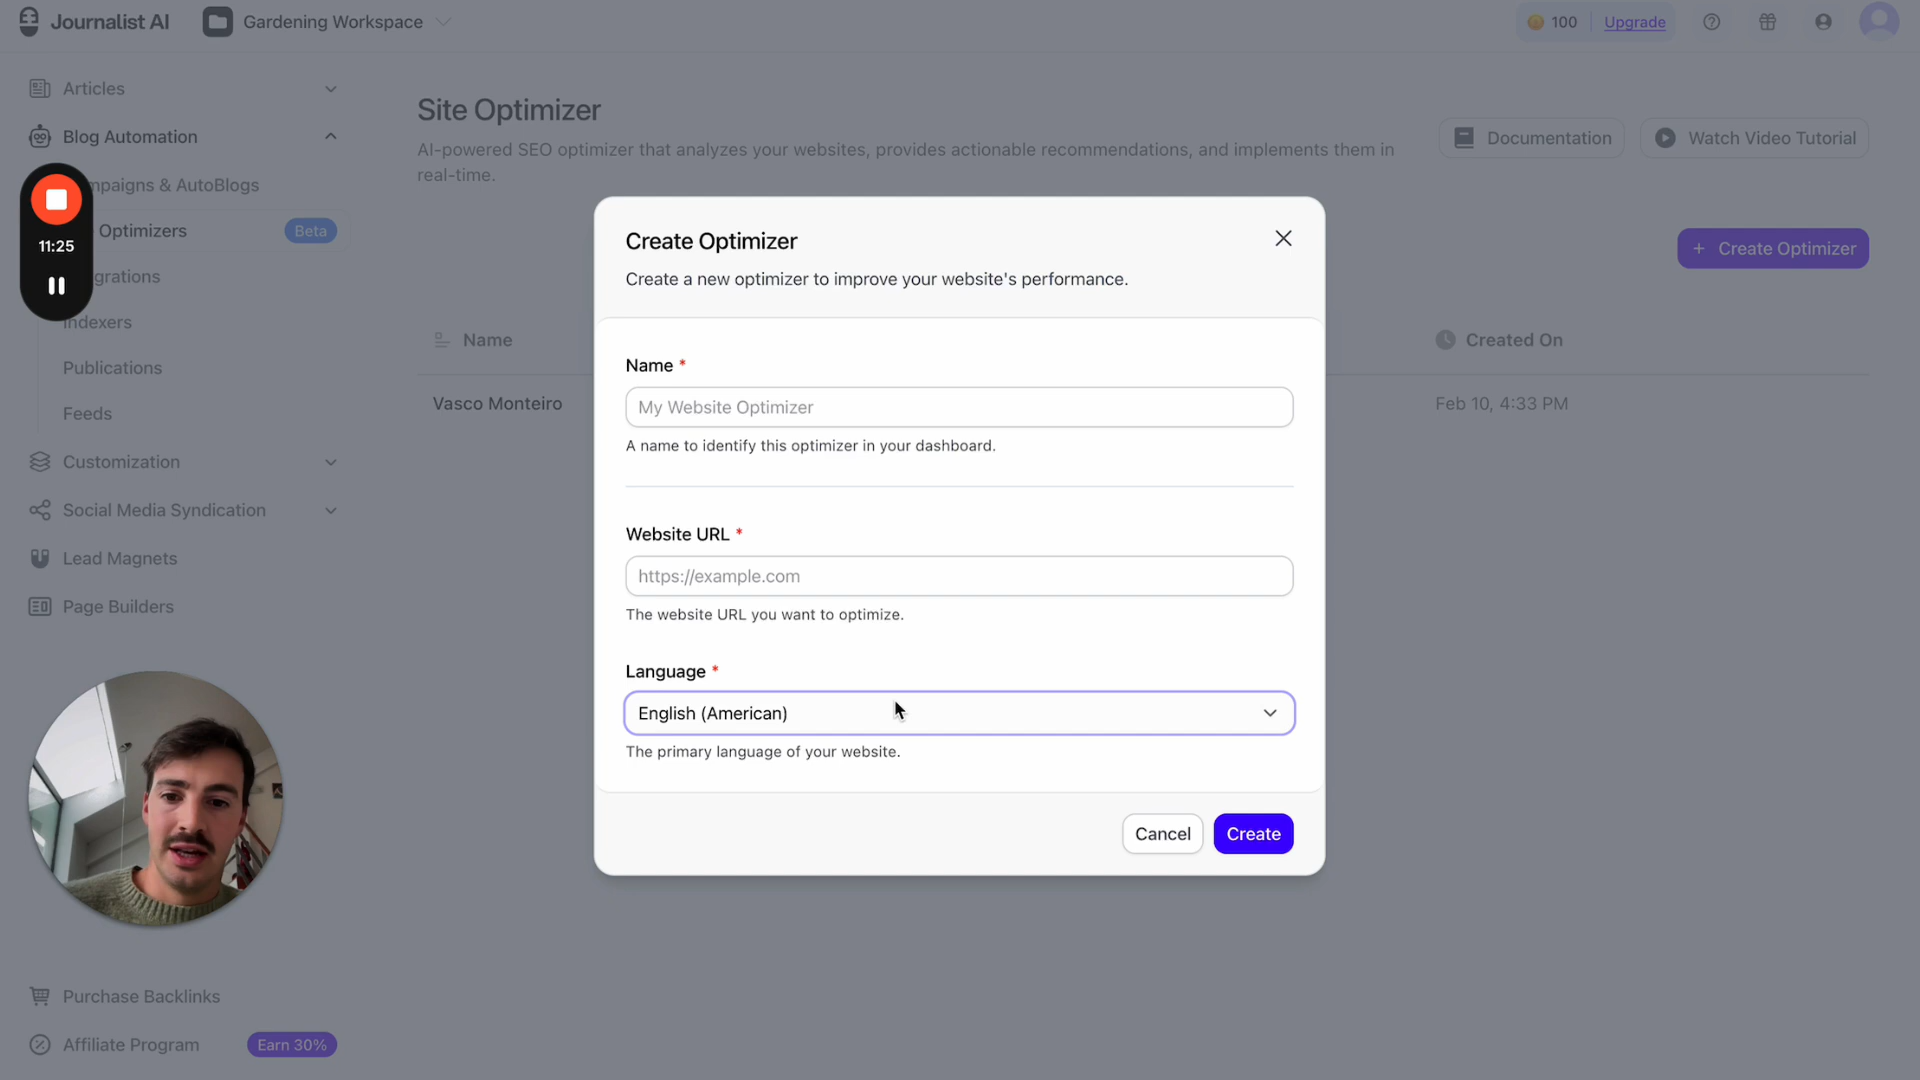 Journalist AI
Gardening Workspace
100
Upgrade
Articles
Blog Automation
mpaigns & AutoBlogs
Optimizers
Beta
grations
Indexers
Publications
Feeds
Customization
Social Media Syndication
Lead Magnets
Page Builders
Purchase Backlinks
Affiliate Program
Earn 30%
11:25
Site Optimizer
AI-powered SEO optimizer that analyzes your websites, provides actionable recommendations, and implements them in
real-time.
Documentation
Watch Video Tutorial
+ Create Optimizer
Name
Created On
Vasco Monteiro
Feb 10, 4:33 PM
Create Optimizer
Create a new optimizer to improve your website's performance.
Name *
My Website Optimizer
A name to identify this optimizer in your dashboard.
Website URL *
https://example.com
The website URL you want to optimize.
Language *
English (American)
The primary language of your website.
Cancel
Create